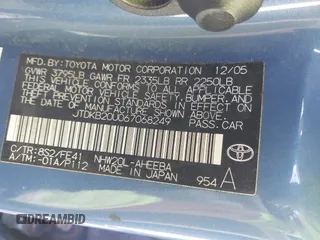 MFD. BY: TOYOTA MOTOR CORPORATION 12/05
GVWR 3795LB GAWR FR 2335LB RR 2250LB
THIS VEHICLE CONFORMS TO ALL APPLICABLE
FEDERAL MOTOR VEHICLE SAFETY, BUMPER, AND
THEFT PREVENTION STANDARDS IN EFFECT ON
THE DATE OF MANUFACTURE SHOWN ABOVE.
JTDKB20U067068249
PASS. CAR
C/TR: 8S2/FE41
A/TM: -01A/P112
NHW20L-AHEEBA
MADE IN JAPAN
954 A
TOYOTA
DREAMBID